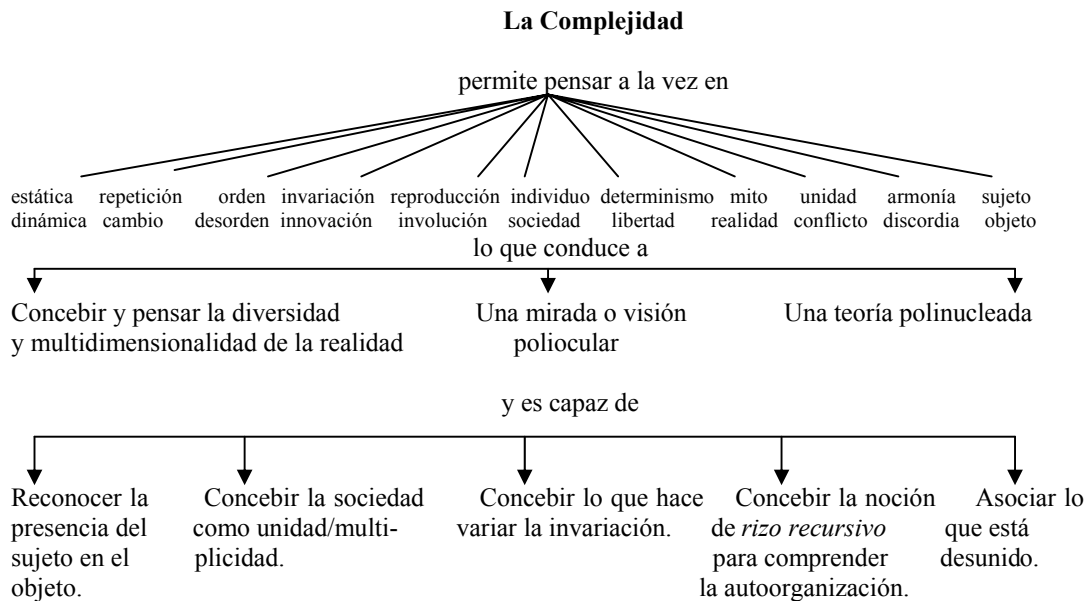 La Complejidad
permite pensar a la vez en
estática repetición orden invariación reproducción individuo determinismo mito unidad armonía sujeto
dinámica cambio desorden innovación involución sociedad libertad realidad conflicto discordia objeto
lo que conduce a
Concebir y pensar la diversidad
y multidimensionalidad de la realidad
Una mirada o visión
poliocular
Una teoría polinucleada
y es capaz de
Reconocer la
presencia del
sujeto en el
objeto.
Concebir la sociedad
como unidad/multi-
plicidad.
Concebir lo que hace
variar la invariación.
Concebir la noción
de rizo recursivo
para comprender
la autoorganización.
Asociar lo
que está
desunido.